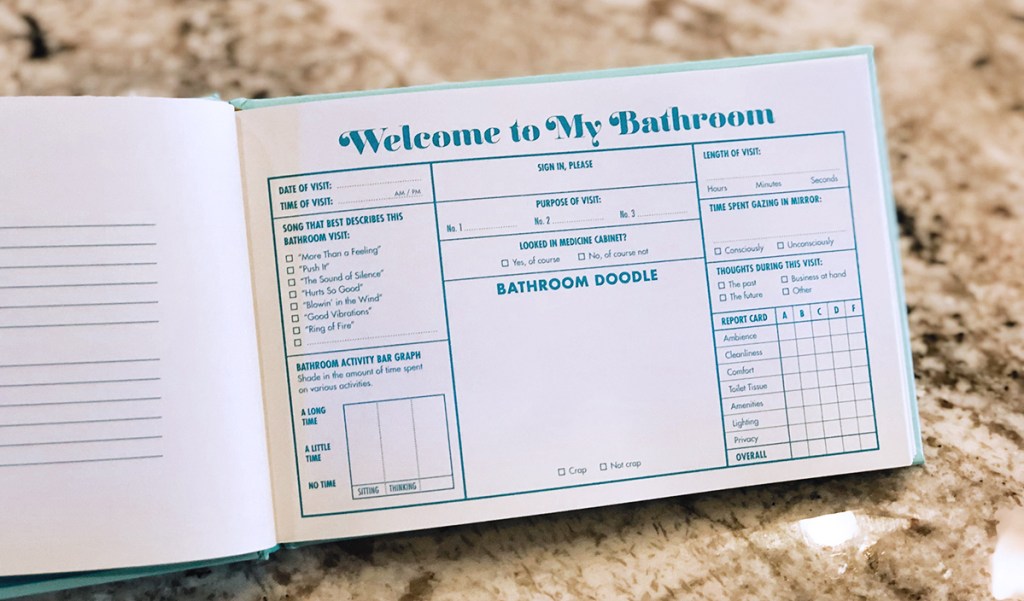 Welcome to My Bathroom
DATE OF VISIT:
TIME OF VISIT: AM / PM
SONG THAT BEST DESCRIBES THIS
BATHROOM VISIT:
☐ "More Than a Feeling"
☐ "Push It"
☐ "The Sound of Silence"
☐ "Hurts So Good"
☐ "Blowin' in the Wind"
☐ "Good Vibrations"
☐ "Ring of Fire"
☐
BATHROOM ACTIVITY BAR GRAPH
Shade in the amount of time spent
on various activities.
A LONG
TIME
A LITTLE
TIME
NO TIME
SITTING THINKING
SIGN IN, PLEASE
PURPOSE OF VISIT:
No. 1 No. 2 No. 3
LOOKED IN MEDICINE CABINET?
☐ Yes, of course ☐ No, of course not
BATHROOM DOODLE
☐ Crap ☐ Not crap
LENGTH OF VISIT:
Hours Minutes Seconds
TIME SPENT GAZING IN MIRROR:
☐ Consciously ☐ Unconsciously
THOUGHTS DURING THIS VISIT:
☐ The past ☐ Business at hand
☐ The future ☐ Other
REPORT CARD A B C D F
Ambience
Cleanliness
Comfort
Toilet Tissue
Amenities
Lighting
Privacy
OVERALL